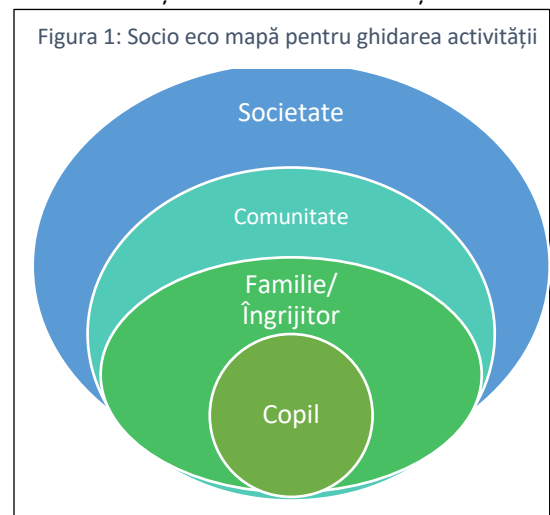 Figura 1: Socio eco mapă pentru ghidarea activității
Societate
Comunitate
Familie/
Îngrijitor
Copil